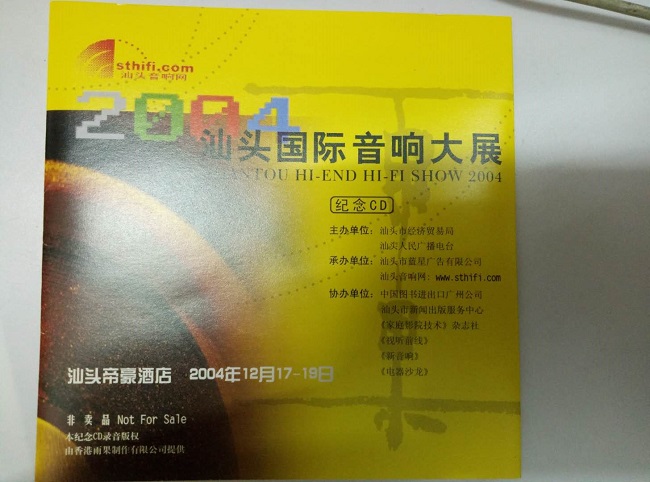 sthifi.com
汕头音响网
2004
汕头国际音响大展
SHANTOU HI-END HI-FI SHOW 2004
纪念CD
主办单位：汕头市经济贸易局
汕头人民广播电台
承办单位：汕头市蓝星广告有限公司
汕头音响网：www.sthifi.com
协办单位：中国图书进出口广州公司
汕头市新闻出版服务中心
《家庭影院技术》杂志社
《视听前线》
《新音响》
《电器沙龙》
汕头帝豪酒店 2004年12月17-19日
非卖品 Not For Sale
本纪念CD录音版权
由香港雨果制作有限公司提供